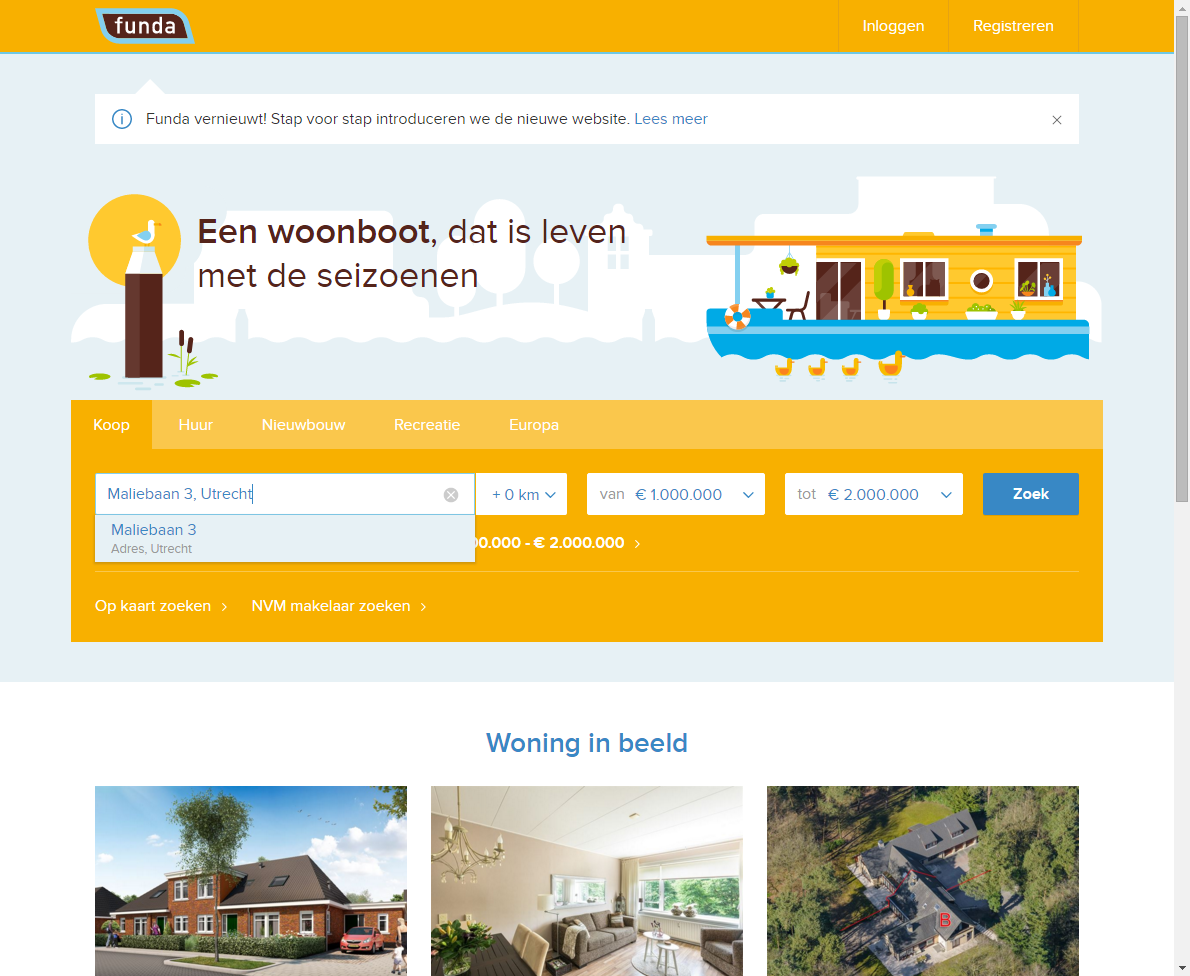 funda
Inloggen
Registreren
Funda vernieuwt! Stap voor stap introduceren we de nieuwe website. Lees meer
Een woonboot, dat is leven
met de seizoenen
Koop
Huur
Nieuwbouw
Recreatie
Europa
Maliebaan 3, Utrecht
+ 0 km
van € 1.000.000
tot € 2.000.000
Zoek
Maliebaan 3
Adres, Utrecht
00.000 - € 2.000.000
Op kaart zoeken
NVM makelaar zoeken
Woning in beeld
B